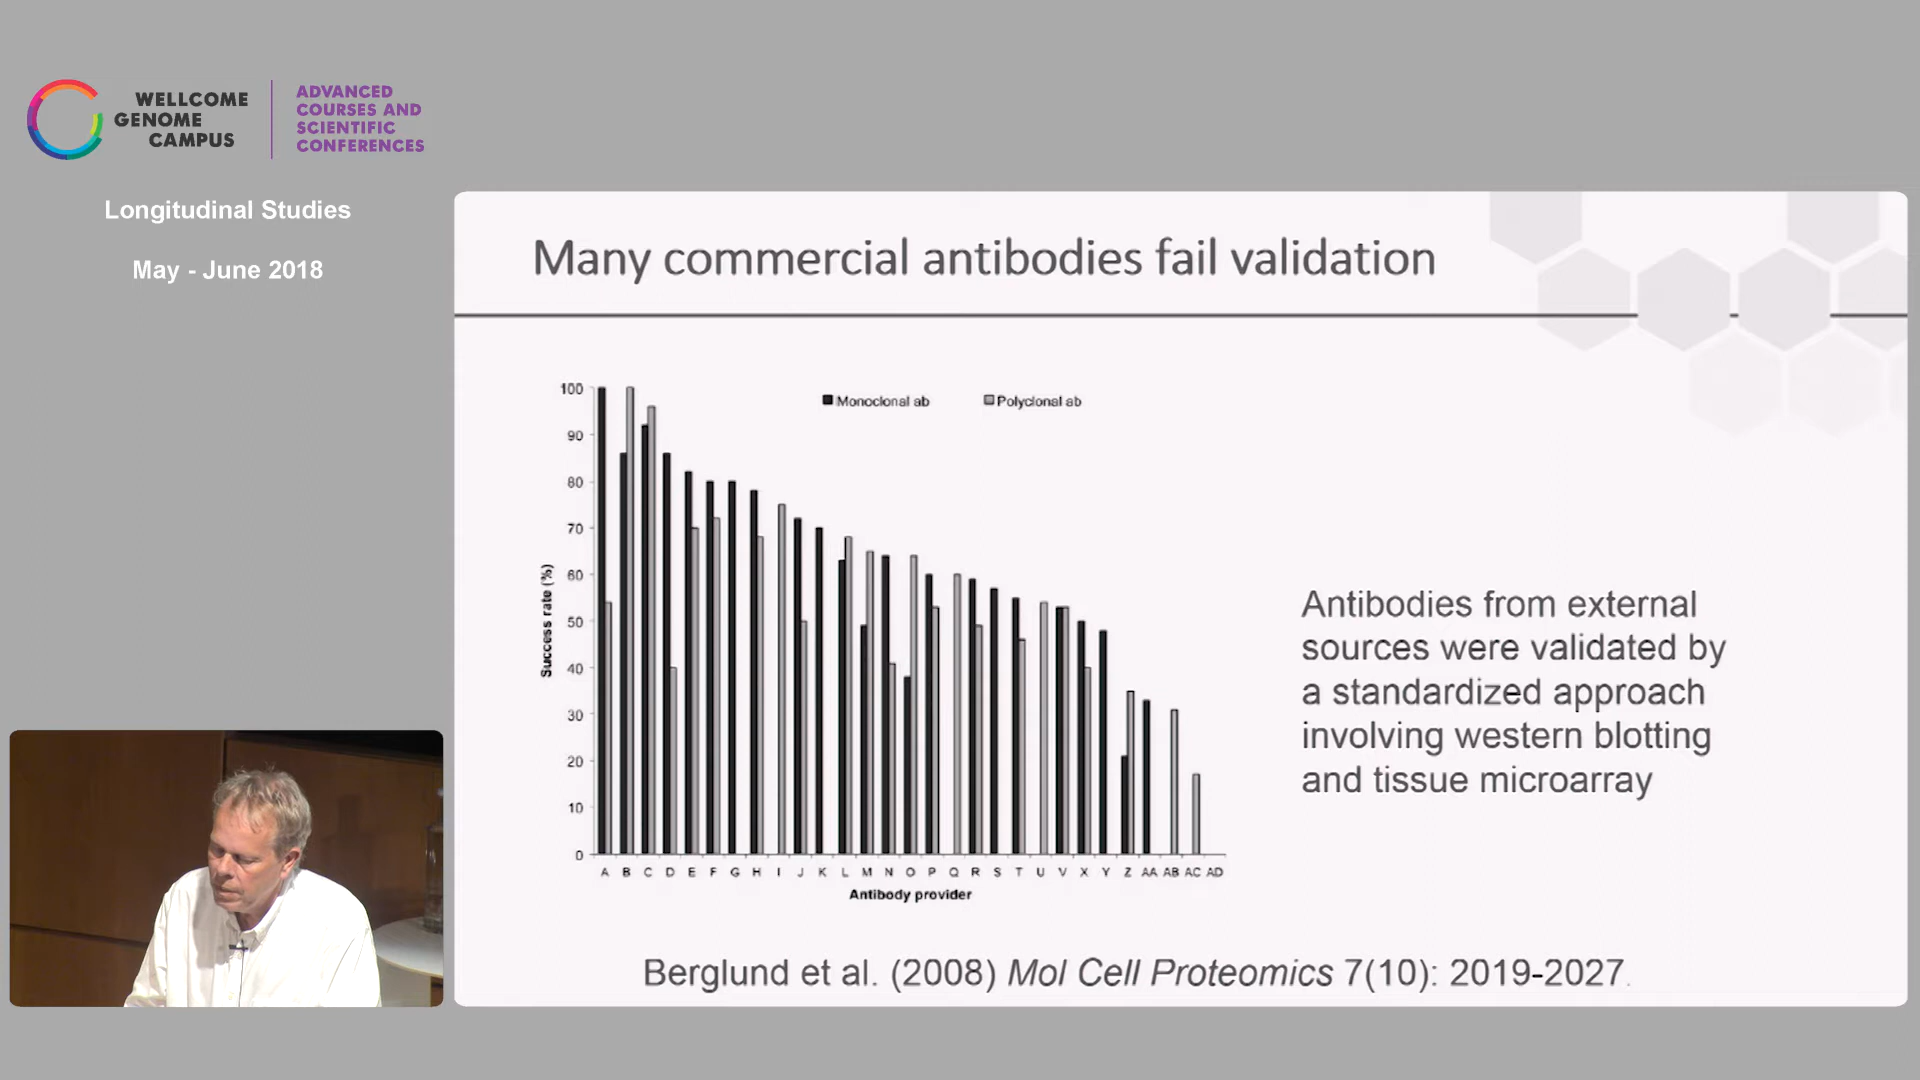 WELLCOME
GENOME
CAMPUS
ADVANCED
COURSES AND
SCIENTIFIC
CONFERENCES
Longitudinal Studies
May - June 2018
Many commercial antibodies fail validation
Monoclonal ab
Polyclonal ab
100
90
80
70
60
50
40
30
20
10
0
Success rate (%)
A B C D E F G H I J K L M N O P Q R S T U V X Y Z AA AB AC AD
Antibody provider
Antibodies from external
sources were validated by
a standardized approach
involving western blotting
and tissue microarray
Berglund et al. (2008) Mol Cell Proteomics 7(10): 2019-2027.